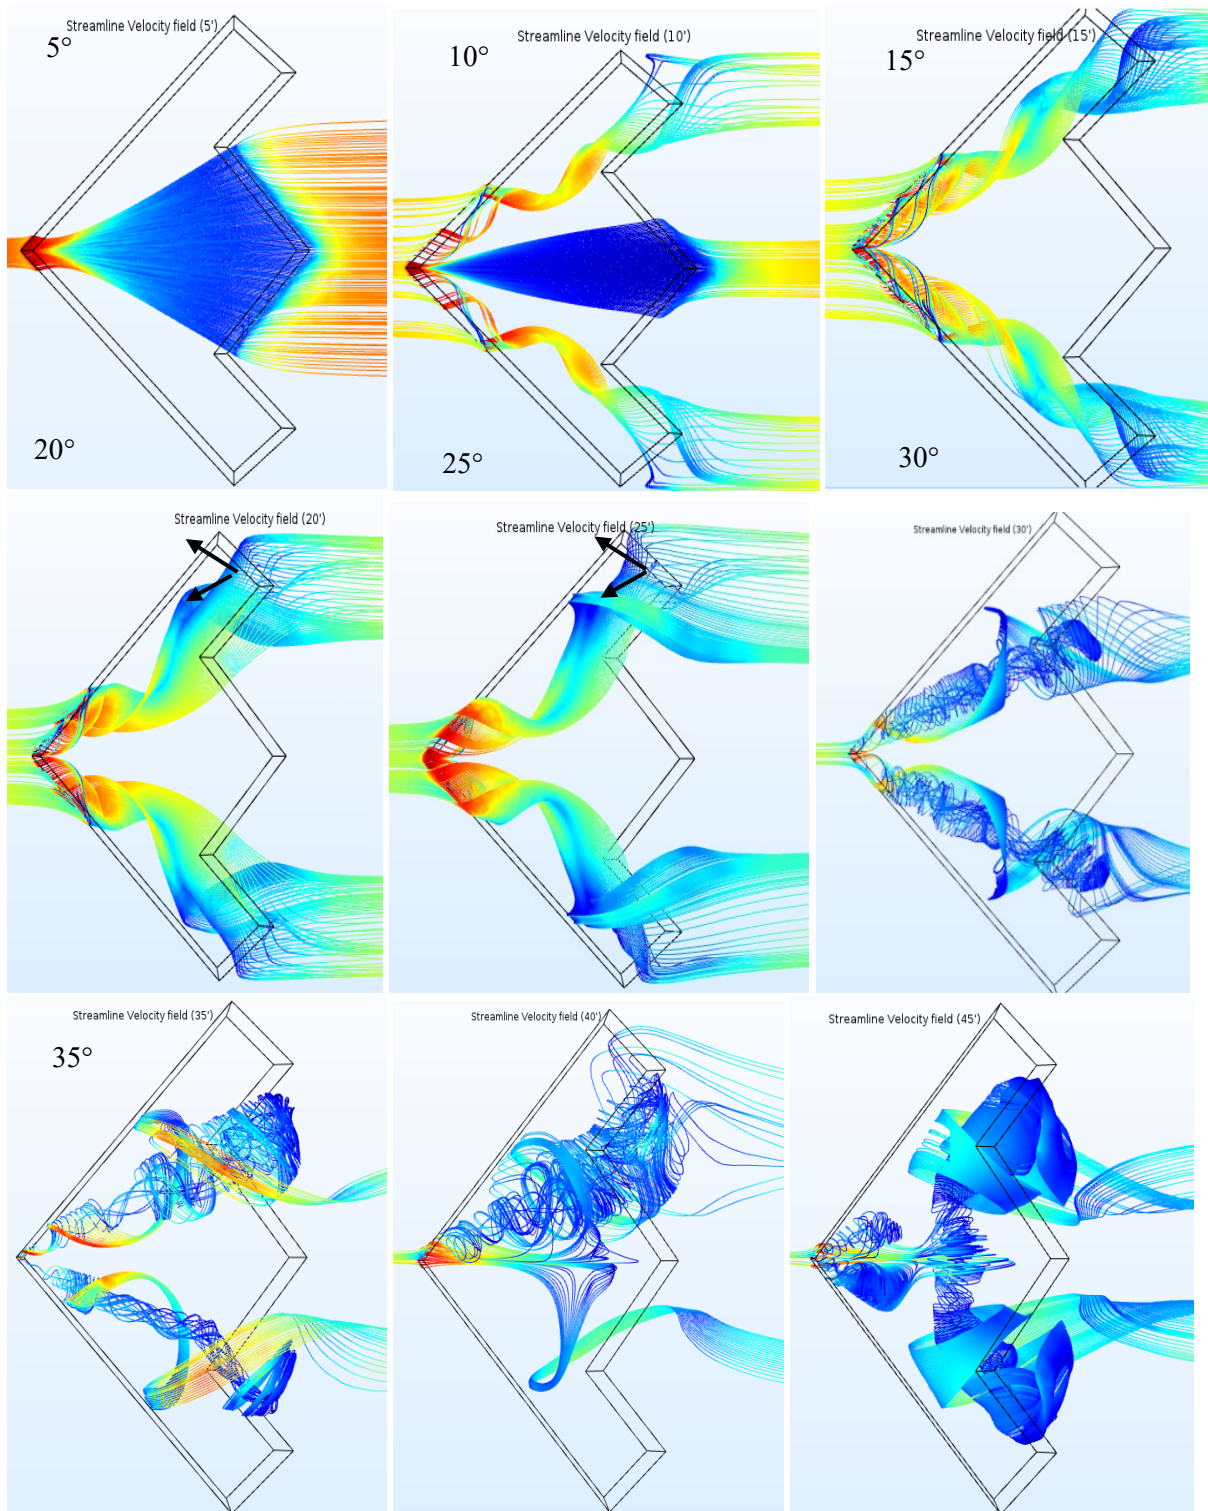 Streamline Velocity field (5')
5°
20°
Streamline Velocity field (10')
10°
25°
Streamline Velocity field (15')
15°
30°
Streamline Velocity field (20')
Streamline Velocity field (25')
Streamline Velocity field (30')
Streamline Velocity field (35')
35°
Streamline Velocity field (40')
Streamline Velocity field (45')